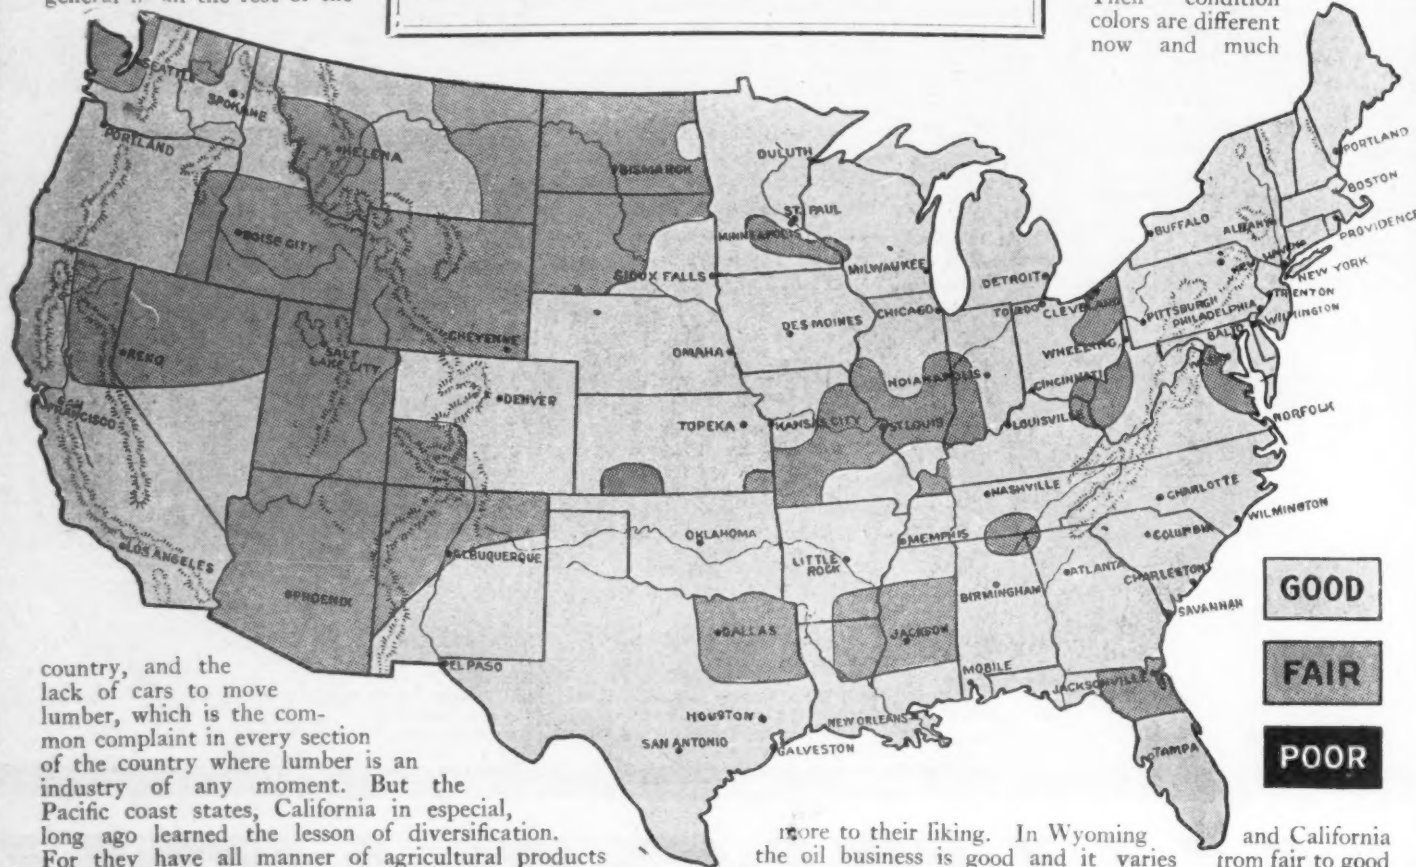 general in all the rest of the
Their condition
colors are different
now and much
SEATTLE
SPOKANE
PORTLAND
HELENA
BISMARCK
DULUTH
ST. PAUL
MINNEAPOLIS
BOISE CITY
SIOUX FALLS
MILWAUKEE
DETROIT
BUFFALO
ALBANY
PORTLAND
BOSTON
PROVIDENCE
NEW HAVEN
NEW YORK
TRENTON
PHILADELPHIA
WILMINGTON
BALTO
PITTSBURGH
CLEVELAND
TOLEDO
CHICAGO
DES MOINES
OMAHA
CHEYENNE
SALT
LAKE CITY
RENO
SAN
FRANCISCO
DENVER
TOPEKA
KANSAS CITY
ST. LOUIS
INDIANAPOLIS
CINCINNATI
WHEELING
LOUISVILLE
NORFOLK
NASHVILLE
CHARLOTTE
WILMINGTON
COLUMBIA
MEMPHIS
OKLAHOMA
LITTLE
ROCK
ALBUQUERQUE
LOS ANGELES
PHOENIX
EL PASO
DALLAS
JACKSON
BIRMINGHAM
ATLANTA
CHARLESTON
SAVANNAH
MOBILE
JACKSONVILLE
NEW ORLEANS
HOUSTON
SAN ANTONIO
GALVESTON
TAMPA
GOOD
FAIR
POOR
country, and the
lack of cars to move
lumber, which is the com-
mon complaint in every section
of the country where lumber is an
industry of any moment. But the
Pacific coast states, California in especial,
long ago learned the lesson of diversification.
For they have all manner of agricultural products
more to their liking. In Wyoming
the oil business is good and it varies
and California
from fair to good